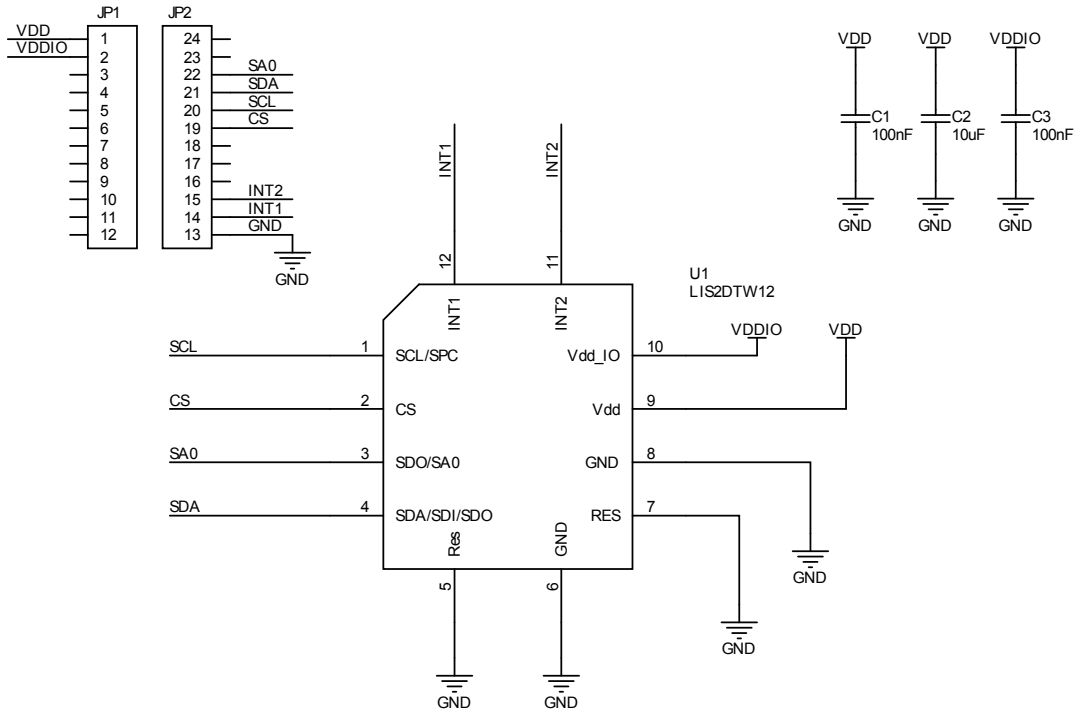 JP1
VDD
1
VDDIO
2
3
4
5
6
7
8
9
10
11
12
JP2
24
23
22 SA0
21 SDA
20 SCL
19 CS
18
17
16
15 INT2
14 INT1
13 GND
GND
VDD
C1
100nF
GND
VDD
C2
10uF
GND
VDDIO
C3
100nF
GND
INT1
12
INT1
INT2
11
INT2
U1
LIS2DTW12
SCL 1 SCL/SPC
CS 2 CS
SA0 3 SDO/SA0
SDA 4 SDA/SDI/SDO
Vdd_IO 10 VDDIO
Vdd 9 VDD
GND 8
GND
RES 7
GND
Res
5
GND
GND
6
GND